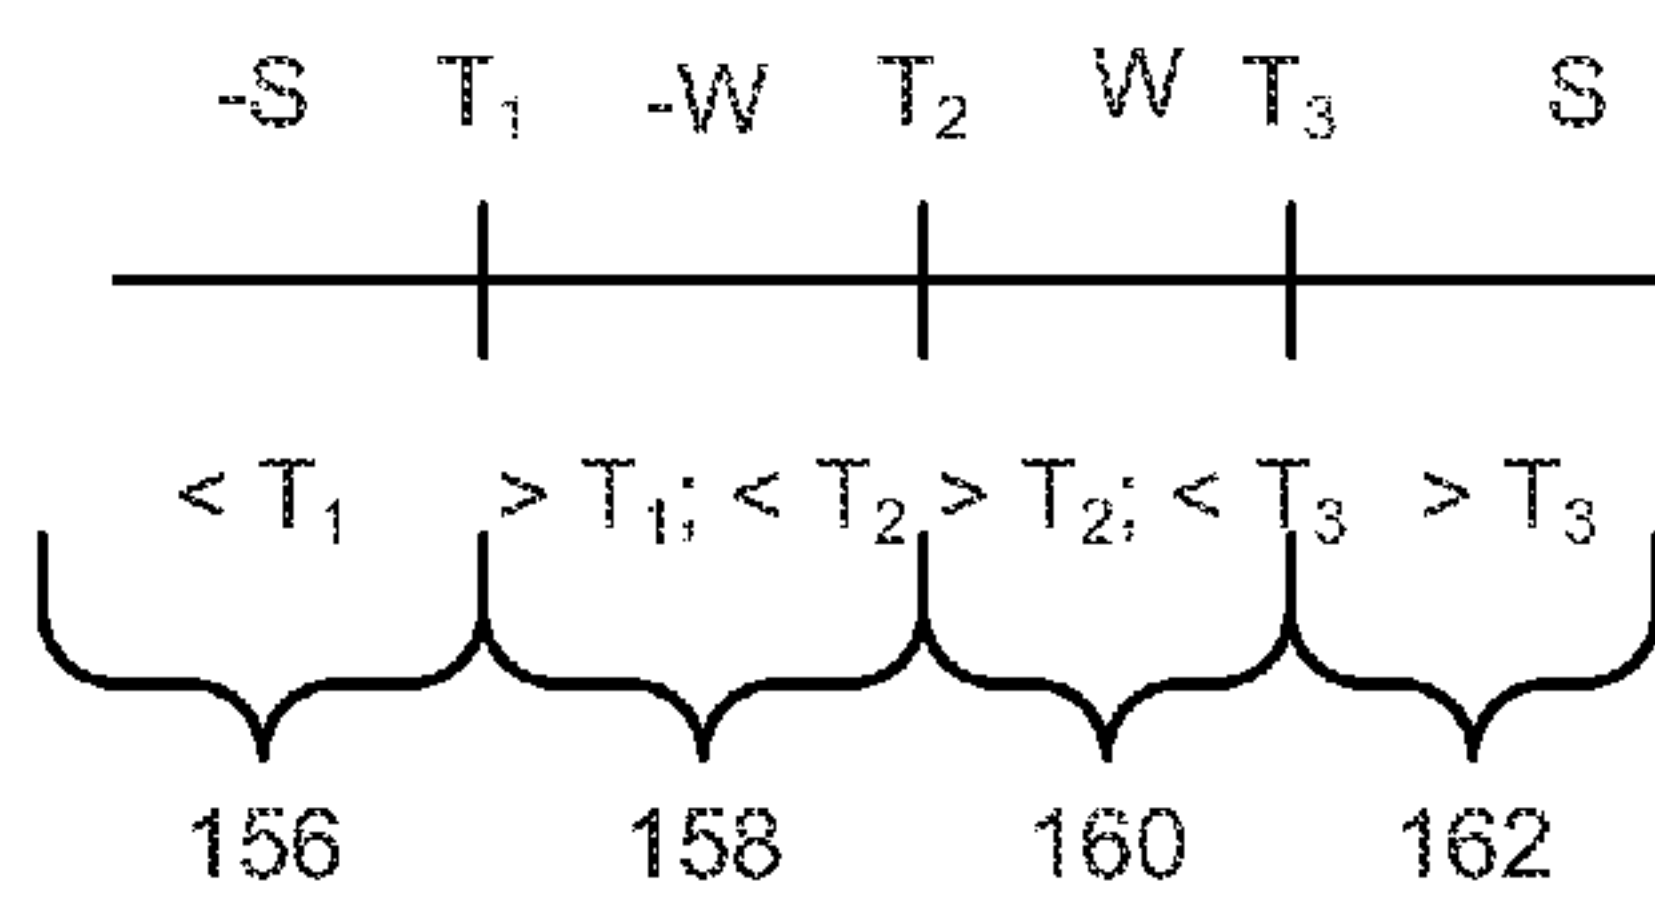 -S T₁ -W T₂ W T₃ S
< T₁ > T₁; < T₂ > T₂; < T₃ > T₃
156 158 160 162